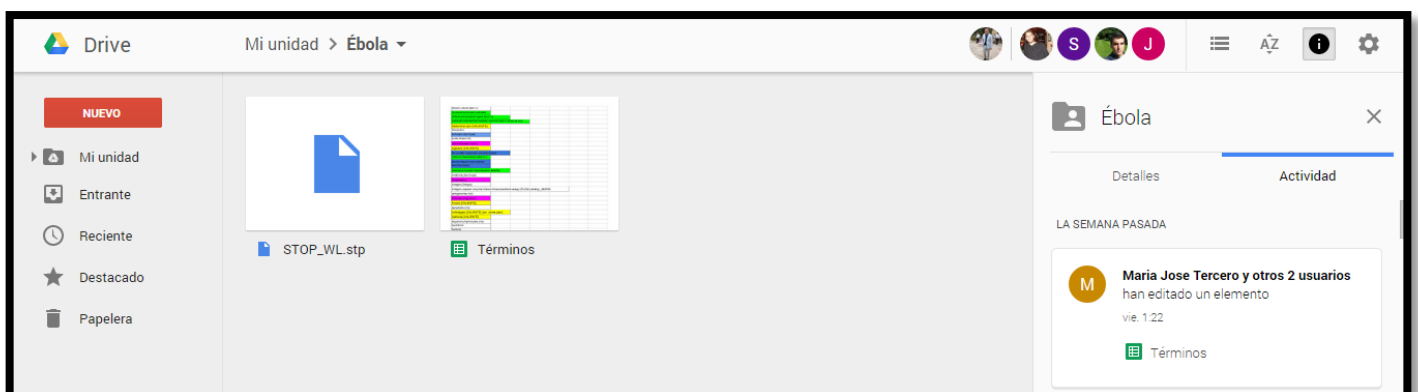 Drive
Mi unidad > Ébola
S
J
AZ
NUEVO
Mi unidad
Entrante
Reciente
Destacado
Papelera
STOP_WL.stp
Términos
Ébola
Detalles
Actividad
LA SEMANA PASADA
M
Maria Jose Tercero y otros 2 usuarios
han editado un elemento
vie. 1:22
Términos